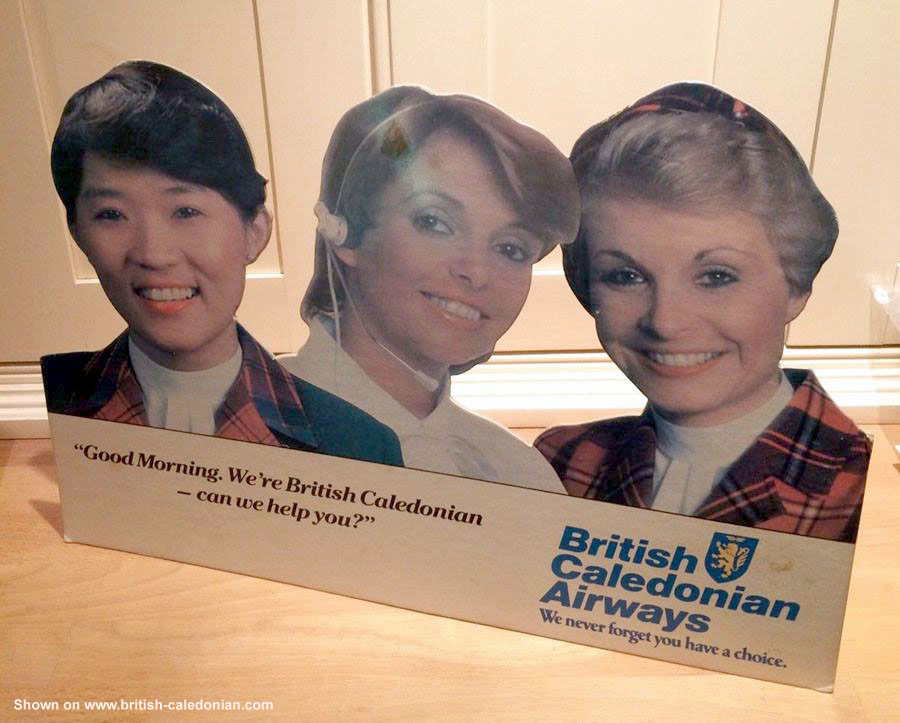 “Good Morning. We’re British Caledonian
– can we help you?”
British
Caledonian
Airways
We never forget you have a choice.
Shown on www.british-caledonian.com